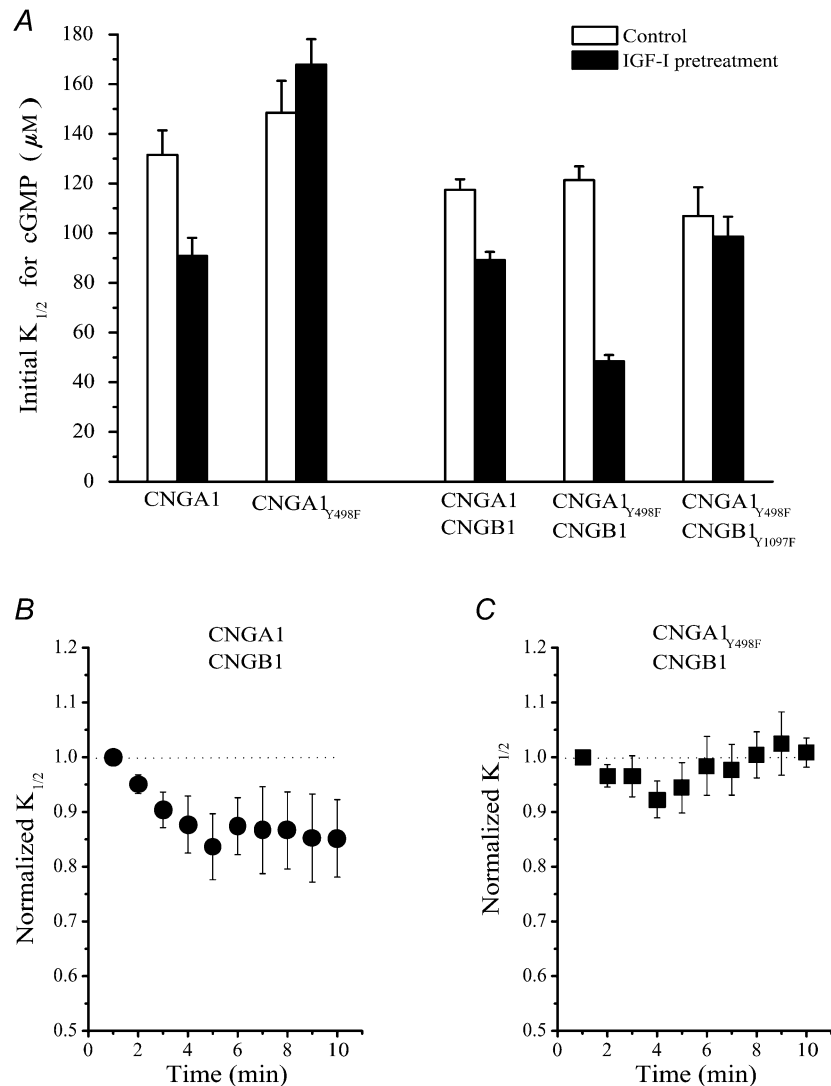 A
Control
IGF-I pretreatment
Initial K1/2 for cGMP (μM)
180
160
140
120
100
80
60
40
20
0
CNGA1
CNGA1Y498F
CNGA1
CNGB1
CNGA1Y498F
CNGB1
CNGA1Y498F
CNGB1Y1097F
B
CNGA1
CNGB1
Normalized K1/2
1.2
1.1
1.0
0.9
0.8
0.7
0.6
0.5
0 2 4 6 8 10
Time (min)
C
CNGA1Y498F
CNGB1
Normalized K1/2
1.2
1.1
1.0
0.9
0.8
0.7
0.6
0.5
0 2 4 6 8 10
Time (min)